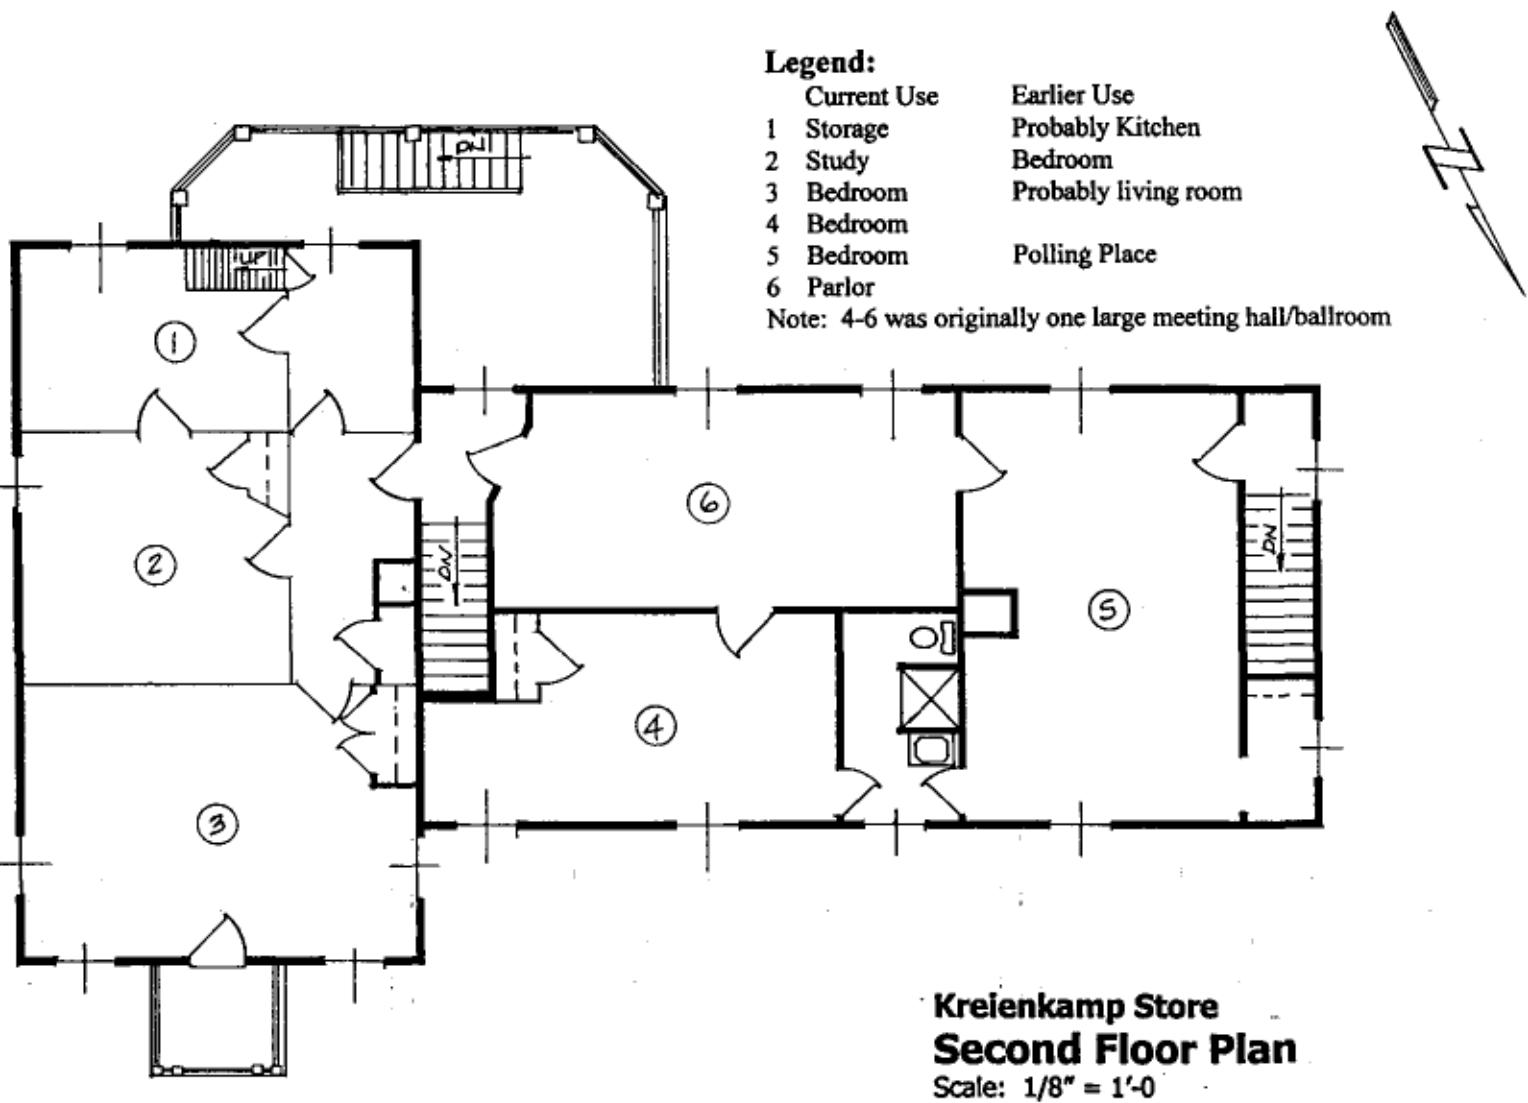 Legend:
Current Use Earlier Use
1 Storage Probably Kitchen
2 Study Bedroom
3 Bedroom Probably living room
4 Bedroom
5 Bedroom Polling Place
6 Parlor
Note: 4-6 was originally one large meeting hall/ballroom
DN
UP
1
2
3
DN
6
4
5
DN
Kreienkamp Store
Second Floor Plan
Scale: 1/8" = 1'-0